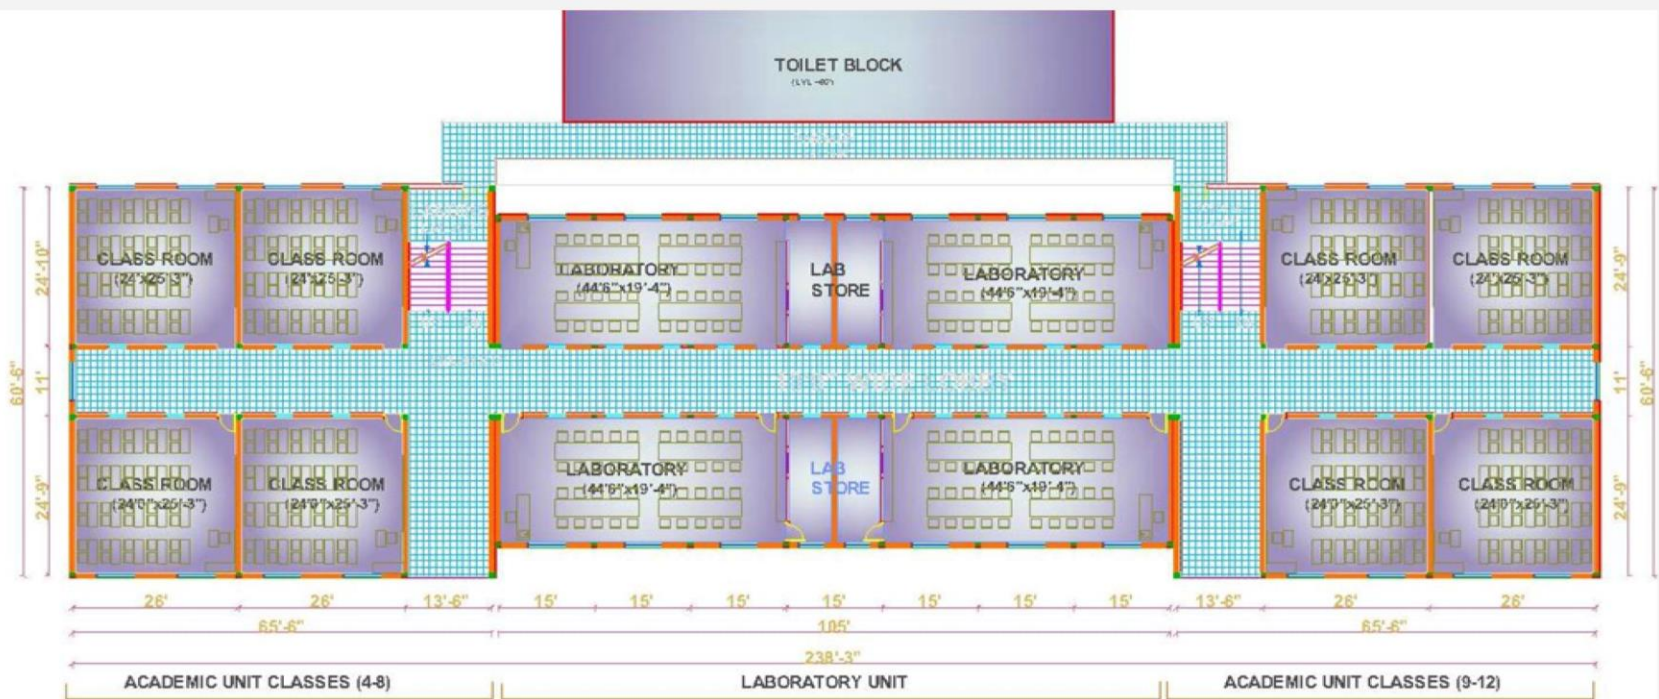 TOILET BLOCK
CLASS ROOM
(24'x25'-3")
CLASS ROOM
(24'x25'-3")
LABORATORY
(44'6"x19'-4")
LAB
STORE
LABORATORY
(44'6"x19'-4")
CLASS ROOM
(24'x25'-3")
CLASS ROOM
(24'x25'-3")
24'-10"
11'
24'-9"
60'-6"
24'-9"
11'
24'-9"
60'-6"
CLASS ROOM
(24'0"x25'-3")
CLASS ROOM
(24'0"x25'-3")
LABORATORY
(44'6"x19'-4")
LAB
STORE
LABORATORY
(44'6"x19'-4")
CLASS ROOM
(24'0"x25'-3")
CLASS ROOM
(24'0"x25'-3")
26' 26' 13'-6" 15' 15' 15' 15' 15' 15' 15' 13'-6" 26' 26'
65'-6" 105' 65'-6"
238'-3"
ACADEMIC UNIT CLASSES (4-8) LABORATORY UNIT ACADEMIC UNIT CLASSES (9-12)